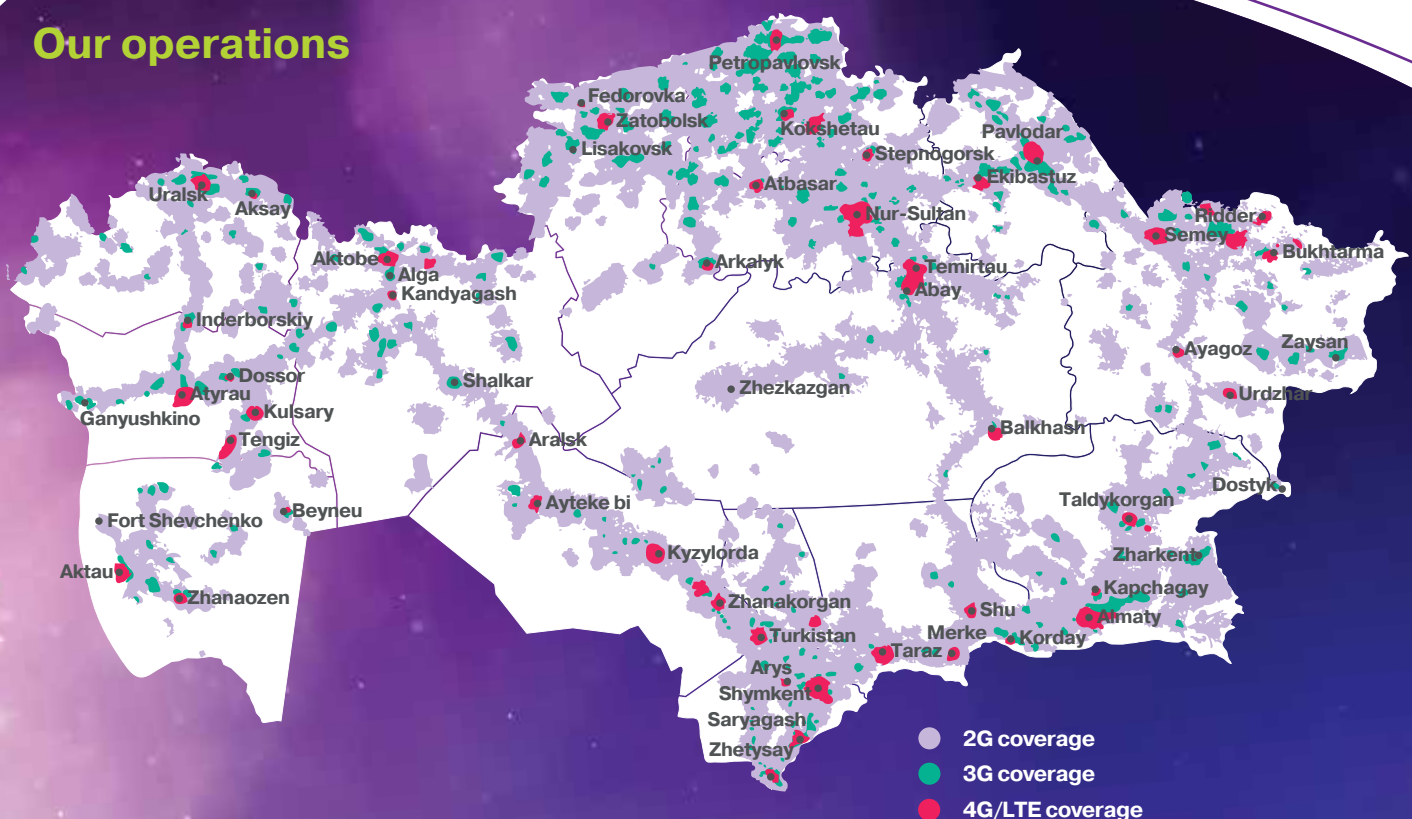 Our operations
Petropavlovsk
Fedorovka
Zatobolsk
Kokshetau
Pavlodar
Lisakovsk
Stepnogorsk
Ekibastuz
Atbasar
Uralsk
Aksay
Nur-Sultan
Ridder
Semey
Bukhtarma
Aktobe
Arkalyk
Temirtau
Alga
Abay
Kandyagash
Inderborskiy
Zaysan
Ayagoz
Dossor
Shalkar
Zhezkazgan
Atyrau
Urdzhar
Kulsary
Ganyushkino
Balkhash
Tengiz
Aralsk
Dostyk
Taldykorgan
Ayteke bi
Beyneu
Fort Shevchenko
Kyzylorda
Zharkent
Aktau
Kapchagay
Zhanaozen
Zhanakorgan
Shu
Almaty
Merke
Turkistan
Korday
Taraz
Arys
Shymkent
Saryagash
Zhetysay
2G coverage
3G coverage
4G/LTE coverage